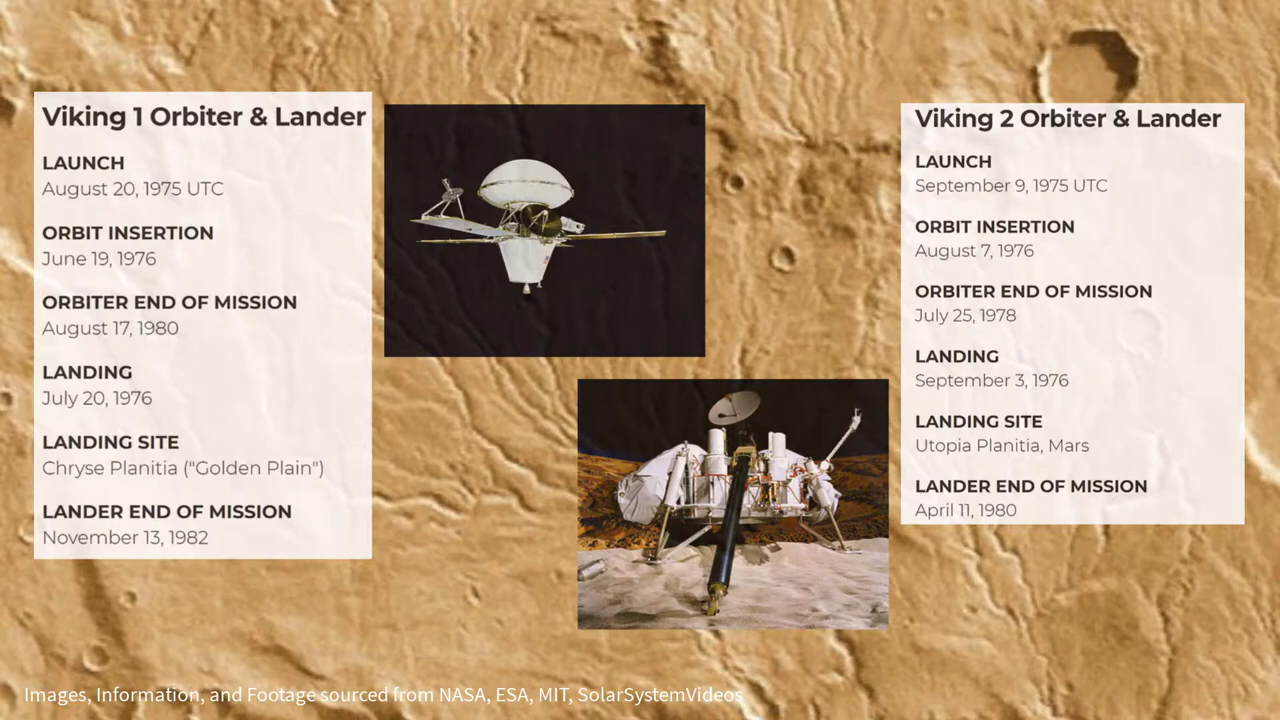 Viking 1 Orbiter & Lander
LAUNCH
August 20, 1975 UTC
ORBIT INSERTION
June 19, 1976
ORBITER END OF MISSION
August 17, 1980
LANDING
July 20, 1976
LANDING SITE
Chryse Planitia ("Golden Plain")
LANDER END OF MISSION
November 13, 1982
Viking 2 Orbiter & Lander
LAUNCH
September 9, 1975 UTC
ORBIT INSERTION
August 7, 1976
ORBITER END OF MISSION
July 25, 1978
LANDING
September 3, 1976
LANDING SITE
Utopia Planitia, Mars
LANDER END OF MISSION
April 11, 1980
Images, Information, and Footage sourced from NASA, ESA, MIT, SolarSystemVideos